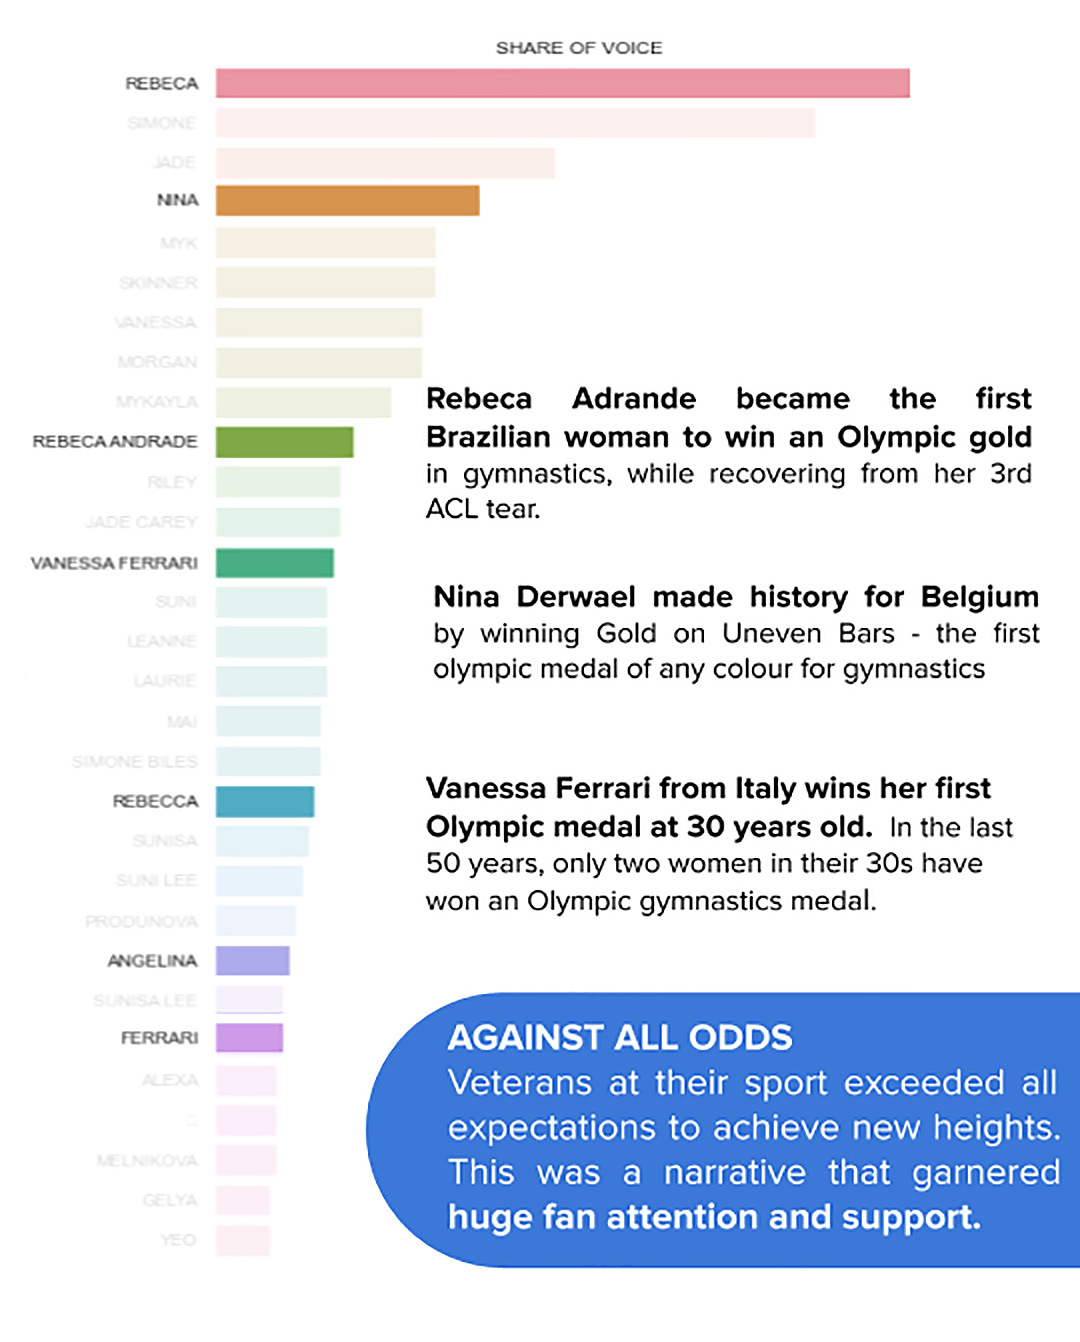 SHARE OF VOICE
REBECA
SIMONE
JADE
NINA
MYK
SKINNER
VANESSA
MORGAN
MYKAYLA
REBECA ANDRADE
RILEY
JADE CAREY
VANESSA FERRARI
SUNI
LEANNE
LAURIE
MAI
SIMONE BILES
REBECCA
SUNISA
SUNI LEE
PRODUNOVA
ANGELINA
SUNISA LEE
FERRARI
ALEXA
MELNIKOVA
GELYA
YEO
Rebeca Adrande became the first
Brazilian woman to win an Olympic gold
in gymnastics, while recovering from her 3rd
ACL tear.
Nina Derwael made history for Belgium
by winning Gold on Uneven Bars - the first
olympic medal of any colour for gymnastics
Vanessa Ferrari from Italy wins her first
Olympic medal at 30 years old. In the last
50 years, only two women in their 30s have
won an Olympic gymnastics medal.
AGAINST ALL ODDS
Veterans at their sport exceeded all
expectations to achieve new heights.
This was a narrative that garnered
huge fan attention and support.